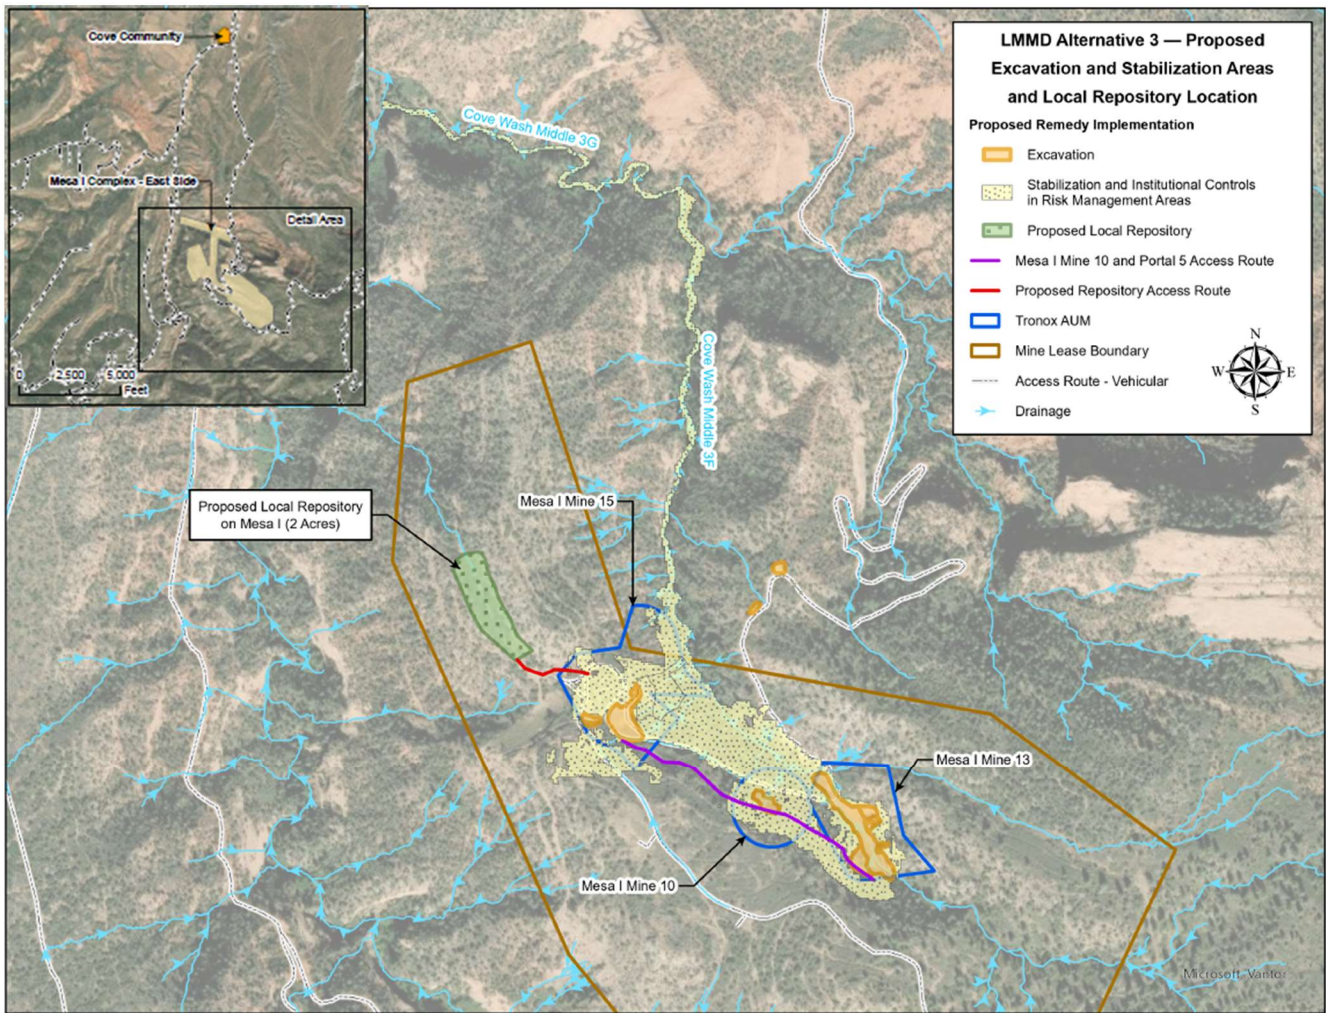 Cove Community
Mesa I Complex - East Side
Detail Area
0 2,500 5,000
Feet
LMMD Alternative 3 — Proposed
Excavation and Stabilization Areas
and Local Repository Location
Proposed Remedy Implementation
Excavation
Stabilization and Institutional Controls
in Risk Management Areas
Proposed Local Repository
Mesa I Mine 10 and Portal 5 Access Route
Proposed Repository Access Route
Tronox AUM
Mine Lease Boundary
Access Route - Vehicular
Drainage
N
W E
S
Cove Wash Middle 3G
Cove Wash Middle 3F
Proposed Local Repository
on Mesa I (2 Acres)
Mesa I Mine 15
Mesa I Mine 13
Mesa I Mine 10
Microsoft, Vantor